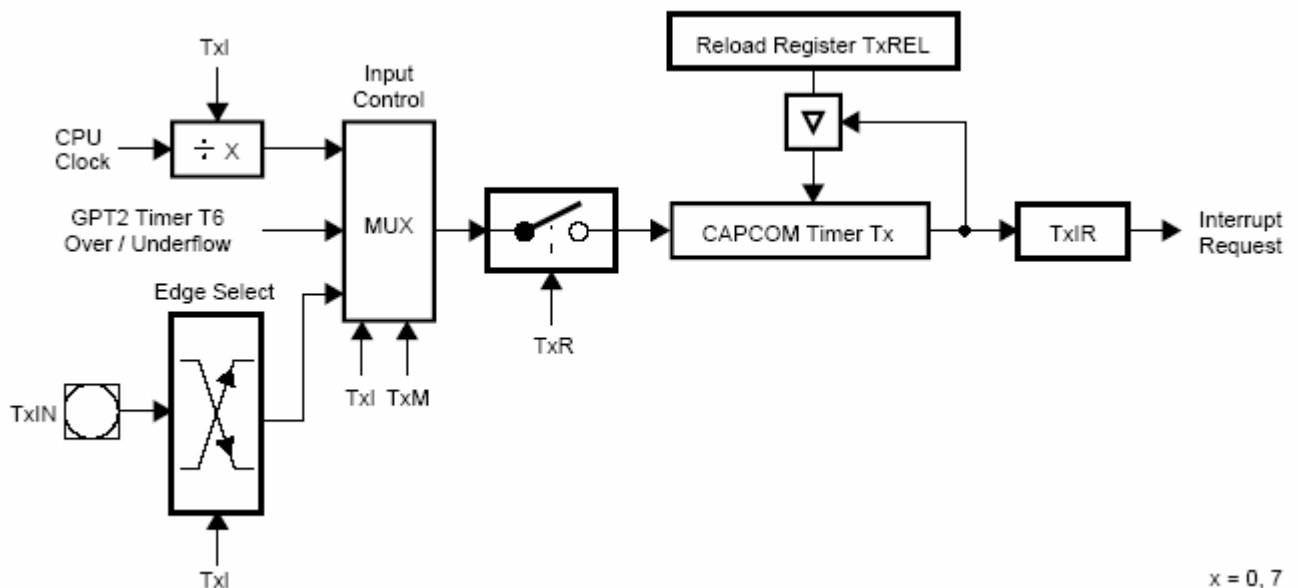 TxI
Reload Register TxREL
Input
Control
CPU
Clock
÷ X
GPT2 Timer T6
Over / Underflow
MUX
CAPCOM Timer Tx
TxIR
Interrupt
Request
Edge Select
TxR
TxI TxM
TxIN
TxI
x = 0, 7